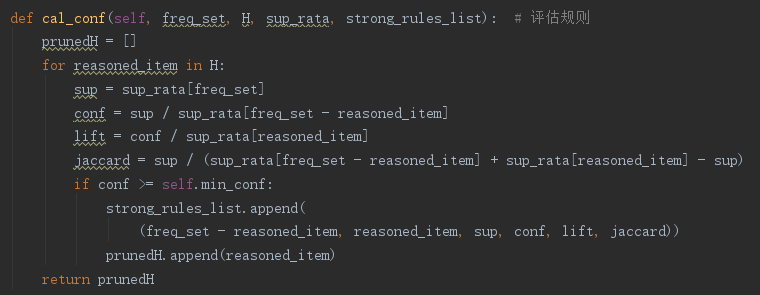 def cal_conf(self, freq_set, H, sup_rata, strong_rules_list):  # 评估规则
    prunedH = []
    for reasoned_item in H:
        sup = sup_rata[freq_set]
        conf = sup / sup_rata[freq_set - reasoned_item]
        lift = conf / sup_rata[reasoned_item]
        jaccard = sup / (sup_rata[freq_set - reasoned_item] + sup_rata[reasoned_item] - sup)
        if conf >= self.min_conf:
            strong_rules_list.append(
                (freq_set - reasoned_item, reasoned_item, sup, conf, lift, jaccard))
            prunedH.append(reasoned_item)
    return prunedH